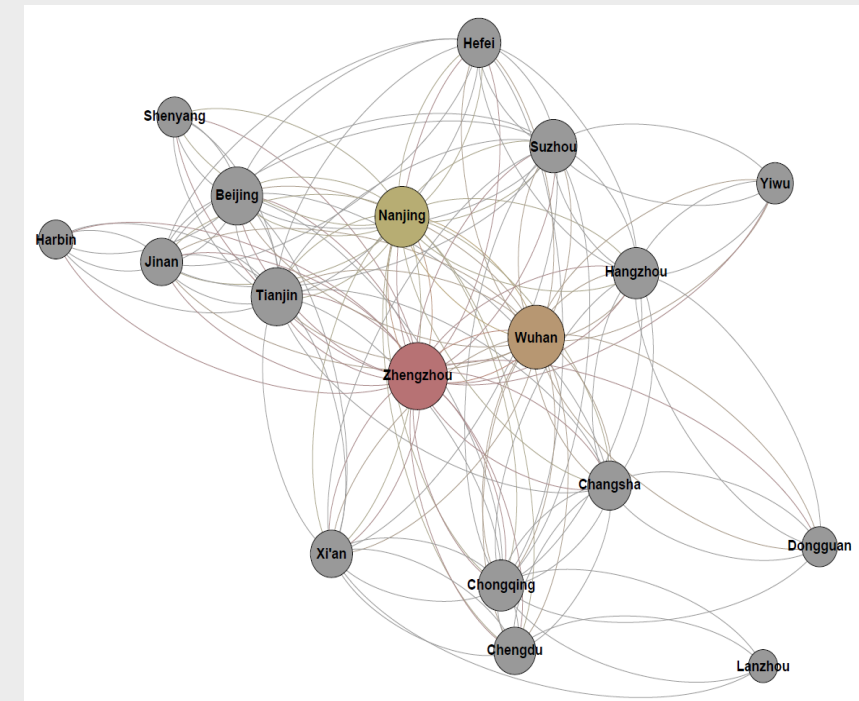 Hefei
Shenyang
Suzhou
Beijing
Yiwu
Nanjing
Harbin
Jinan
Hangzhou
Tianjin
Wuhan
Zhengzhou
Changsha
Dongguan
Xi'an
Chongqing
Chengdu
Lanzhou